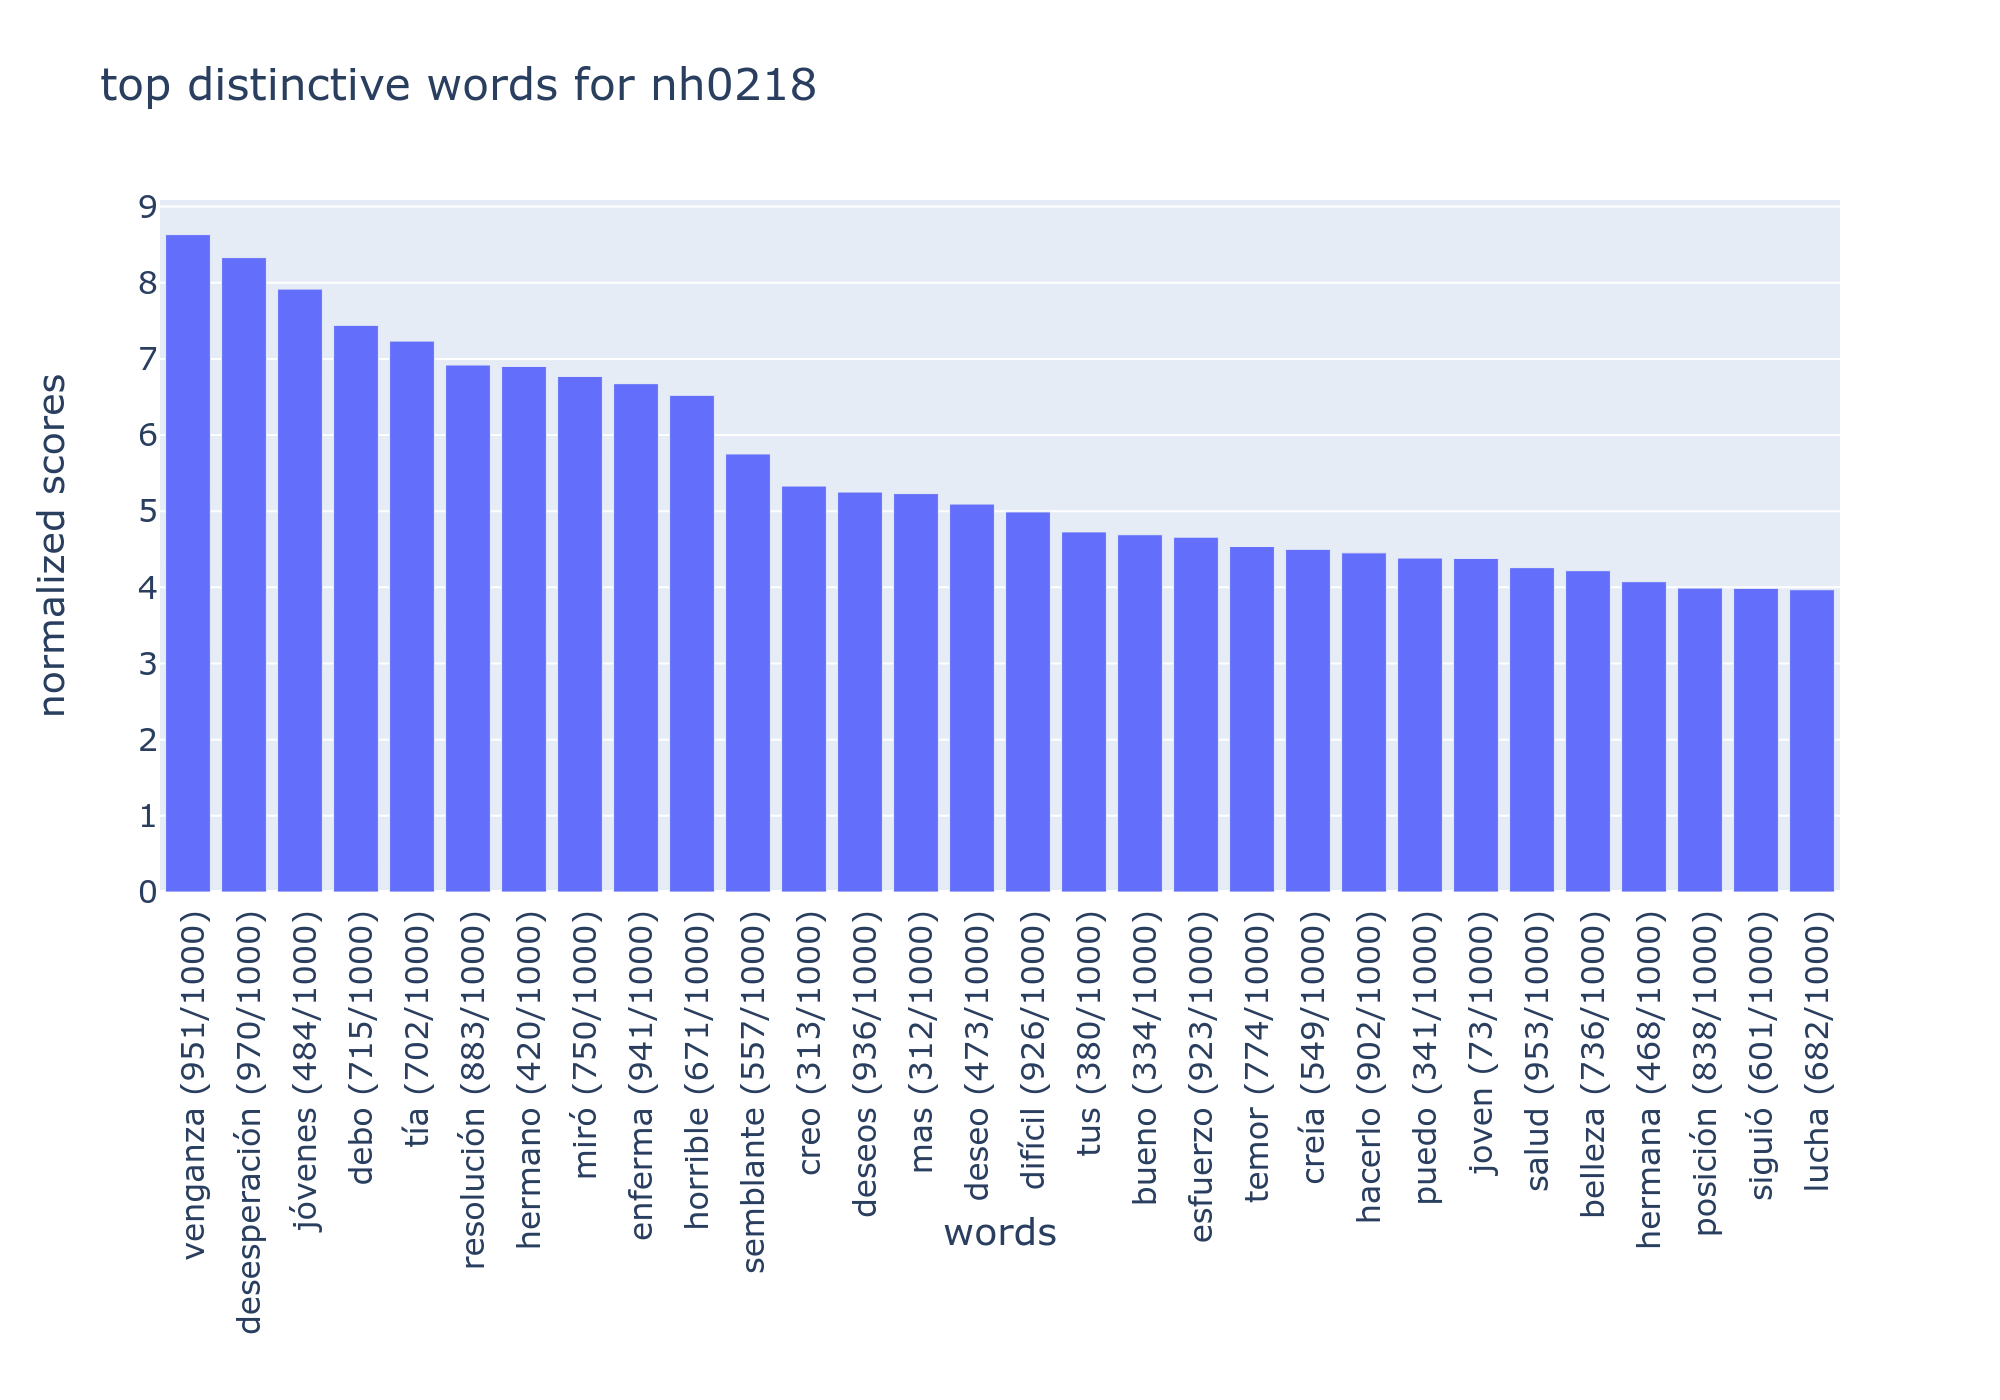 top distinctive words for nh0218
normalized scores
9
8
7
6
5
4
3
2
1
0
venganza (951/1000)
desesperación (970/1000)
jóvenes (484/1000)
debo (715/1000)
tía (702/1000)
resolución (883/1000)
hermano (420/1000)
miró (750/1000)
enferma (941/1000)
horrible (671/1000)
semblante (557/1000)
creo (313/1000)
deseos (936/1000)
mas (312/1000)
deseo (473/1000)
difícil (926/1000)
tus (380/1000)
bueno (334/1000)
esfuerzo (923/1000)
temor (774/1000)
creía (549/1000)
hacerlo (902/1000)
puedo (341/1000)
joven (773/1000)
salud (953/1000)
belleza (736/1000)
hermana (468/1000)
posición (838/1000)
siguió (601/1000)
lucha (682/1000)
words